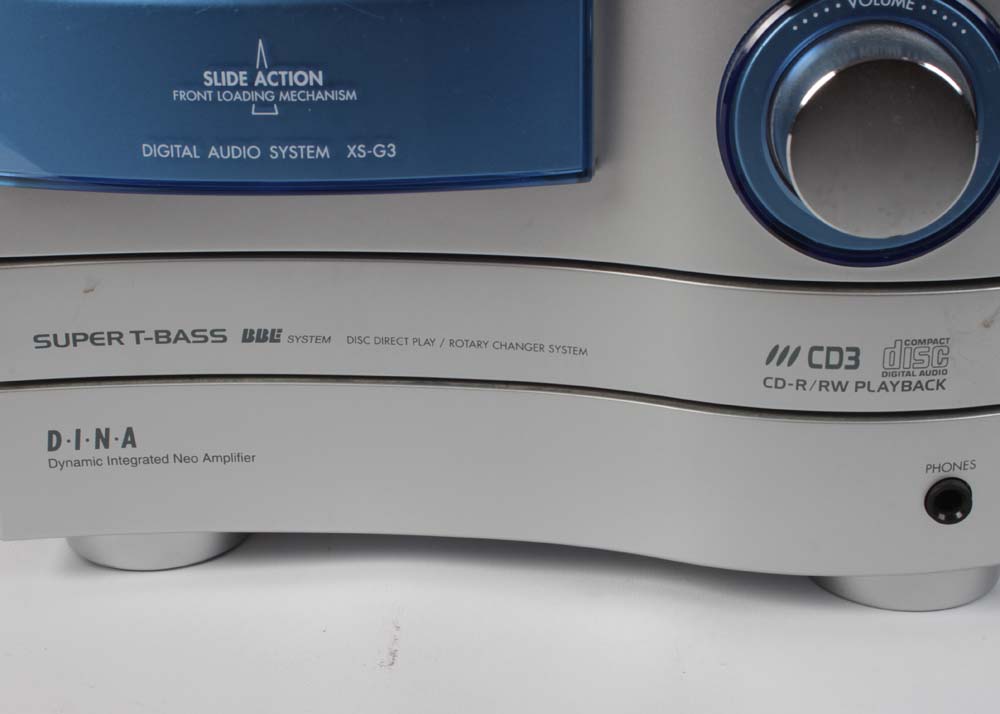 VOLUME
SLIDE ACTION
FRONT LOADING MECHANISM
DIGITAL AUDIO SYSTEM XS-G3
SUPER T-BASS BBE SYSTEM DISC DIRECT PLAY / ROTARY CHANGER SYSTEM
CD3
COMPACT
disc
DIGITAL AUDIO
CD-R/RW PLAYBACK
D·I·N·A
Dynamic Integrated Neo Amplifier
PHONES